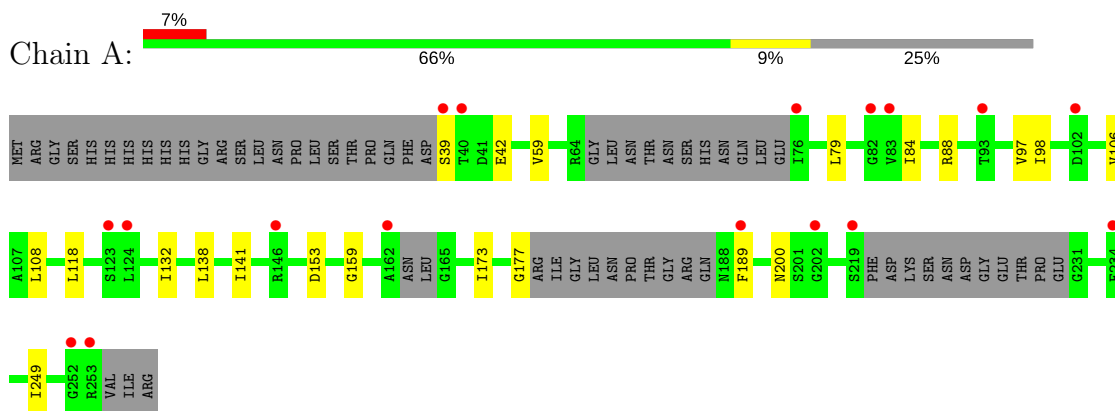 7%
Chain A:
66% 9% 25%
MET ARG GLY SER HIS HIS HIS HIS HIS HIS GLY ARG SER LEU ASN PRO LEU SER THR PRO GLN PHE ASP S39 T40 D41 E42 V59 R64 GLY LEU ASN THR ASN SER HIS ASN GLN LEU GLU I76 L79 G82 V83 I84 R88 T93 V97 I98 D102 V106
A107 L108 L118 S123 L124 I132 L138 I141 R146 D153 G159 A162 ASN LEU G165 I173 G177 ARG ILE GLY LEU ASN PRO THR GLY ARG GLN N188 F189 N200 S201 G202 S219 PHE ASP LYS SER ASN ASP GLY GLU THR PRO GLU G231
I249 G252 R253 VAL ILE ARG